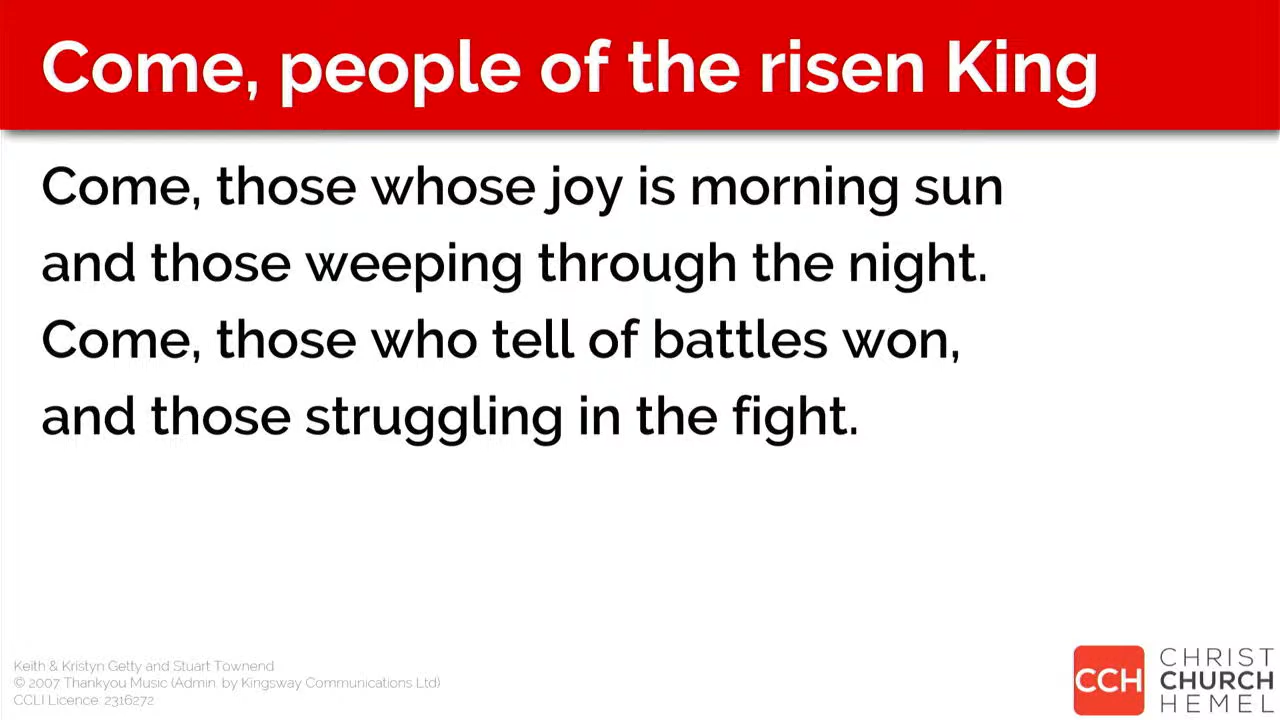 Come, people of the risen King
Come, those whose joy is morning sun
and those weeping through the night.
Come, those who tell of battles won,
and those struggling in the fight.
Keith & Kristyn Getty and Stuart Townend
© 2007 Thankyou Music (Admin. by Kingsway Communications Ltd)
CCLI Licence: 2316272
CCH
CHRIST
CHURCH
HEMEL